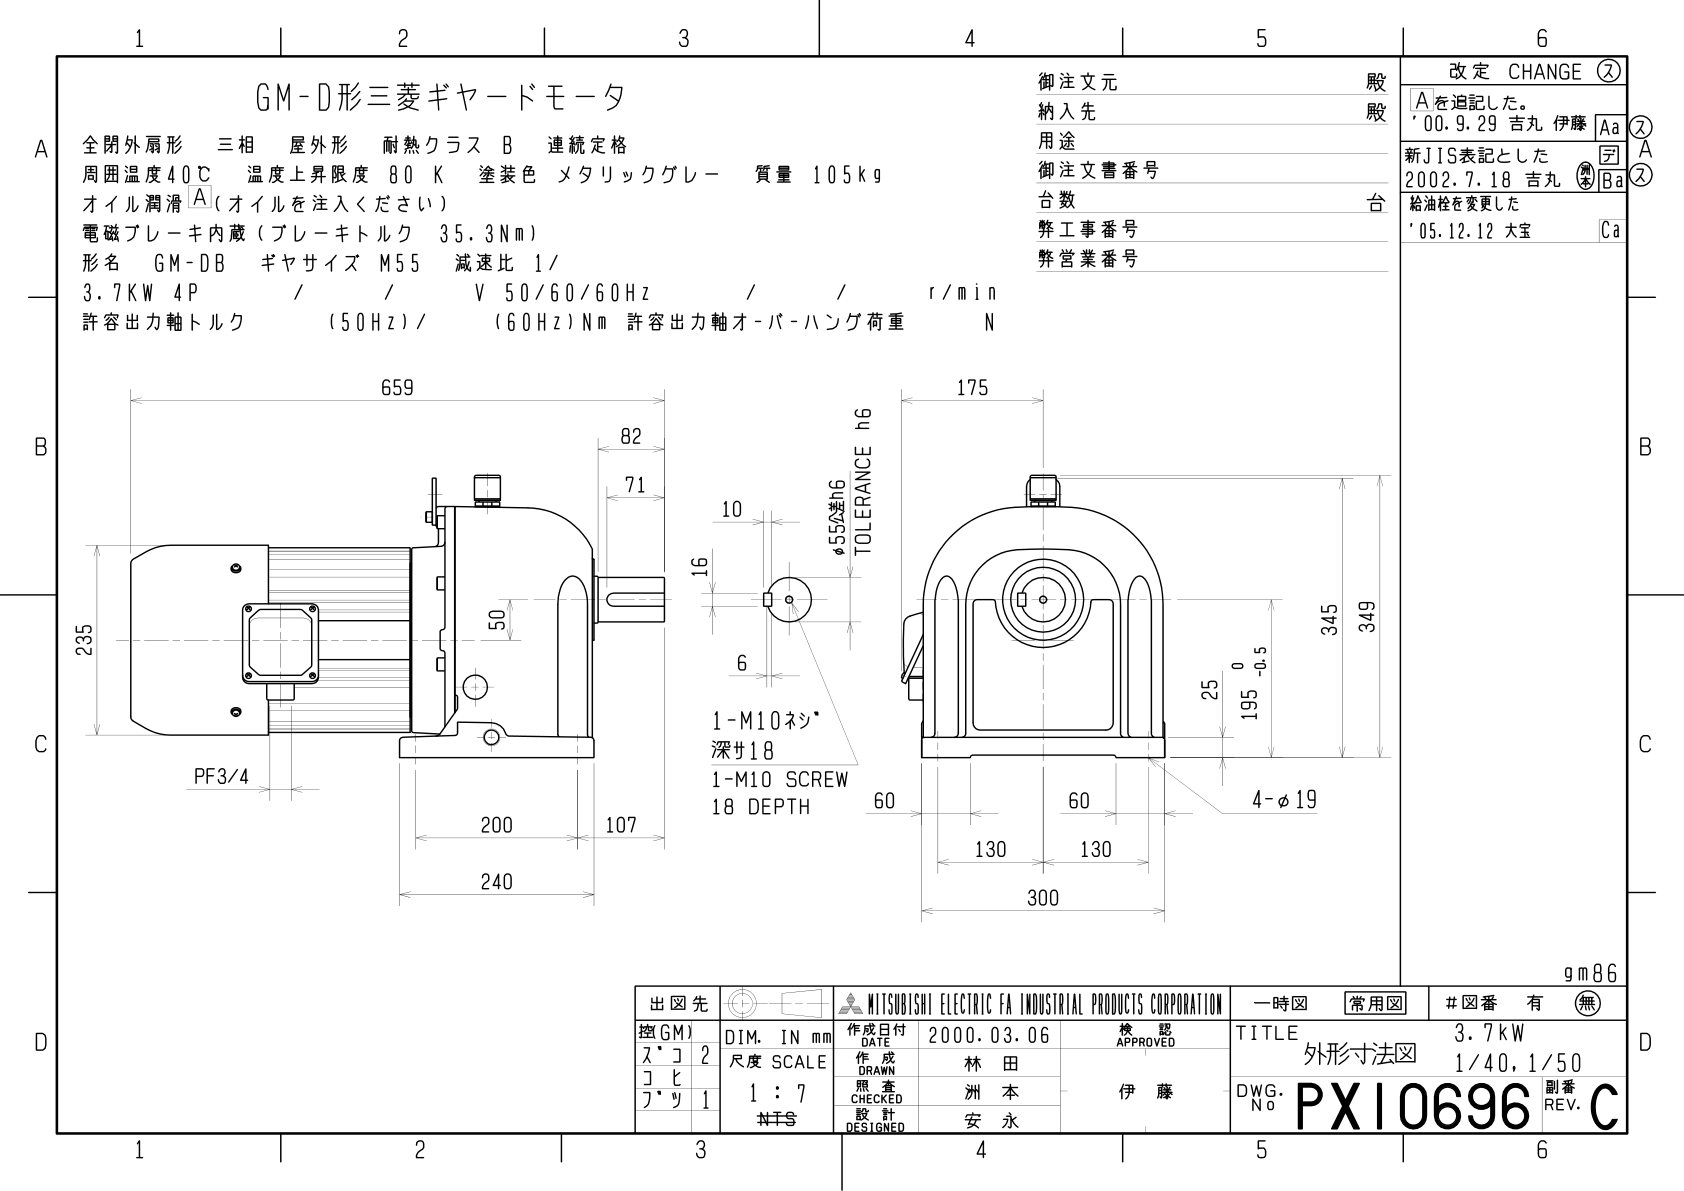 1 2 3 4 5 6
GM-D形三菱ギヤードモータ
全閉外扇形 三相 屋外形 耐熱クラス B 連続定格
周囲温度40℃ 温度上昇限度 80 K 塗装色 メタリックグレー 質量 105kg
オイル潤滑 A (オイルを注入ください)
電磁ブレーキ内蔵(ブレーキトルク 35.3Nm)
形名 GM-DB ギヤサイズ M55 減速比 1/
3.7KW 4P / / V 50/60/60Hz / / r/min
許容出力軸トルク (50Hz)/ (60Hz)Nm 許容出力軸オ-バ-ハング荷重 N
御注文元 殿
納入先 殿
用途
御注文書番号
台数 台
弊工事番号
弊営業番号
改定 CHANGE ス
Aを追記した。
'00.9.29 吉丸 伊藤 Aa ス
新JIS表記とした デ
2002.7.18 吉丸 洲本 Ba ス
給油栓を変更した
'05.12.12 大宝 Ca
A A
B B
C C
D D
659
82
71
50
235
PF3/4
200
107
240
10
16
6
φ55公差h6
TOLERANCE h6
1-M10ネジ
深サ18
1-M10 SCREW
18 DEPTH
175
345
349
25
195 0 -0.5
60
60
4-φ19
130
130
300
gm86
出図先
控(GM)
ズコ 2
コヒ
ブツ 1
DIM. IN mm
尺度 SCALE
1 : 7
NTS
MITSUBISHI ELECTRIC FA INDUSTRIAL PRODUCTS CORPORATION
作成日付 DATE 2000.03.06
作成 DRAWN 林田
照査 CHECKED 洲本
設計 DESIGNED 安永
検認 APPROVED
伊藤
一時図 常用図 #図番 有 無
TITLE
外形寸法図
3.7kW
1/40,1/50
DWG. No PX10696 副番 REV. C
1 2 3 4 5 6